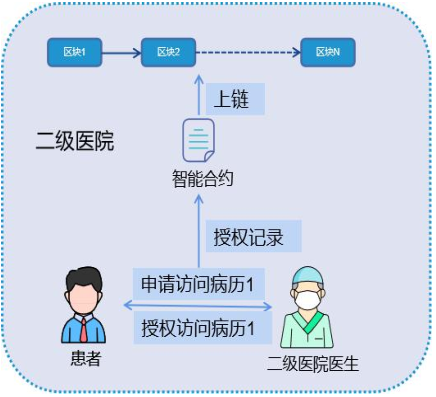 区块1
区块2
区块N
上链
二级医院
智能合约
授权记录
申请访问病历1
授权访问病历1
患者
二级医院医生